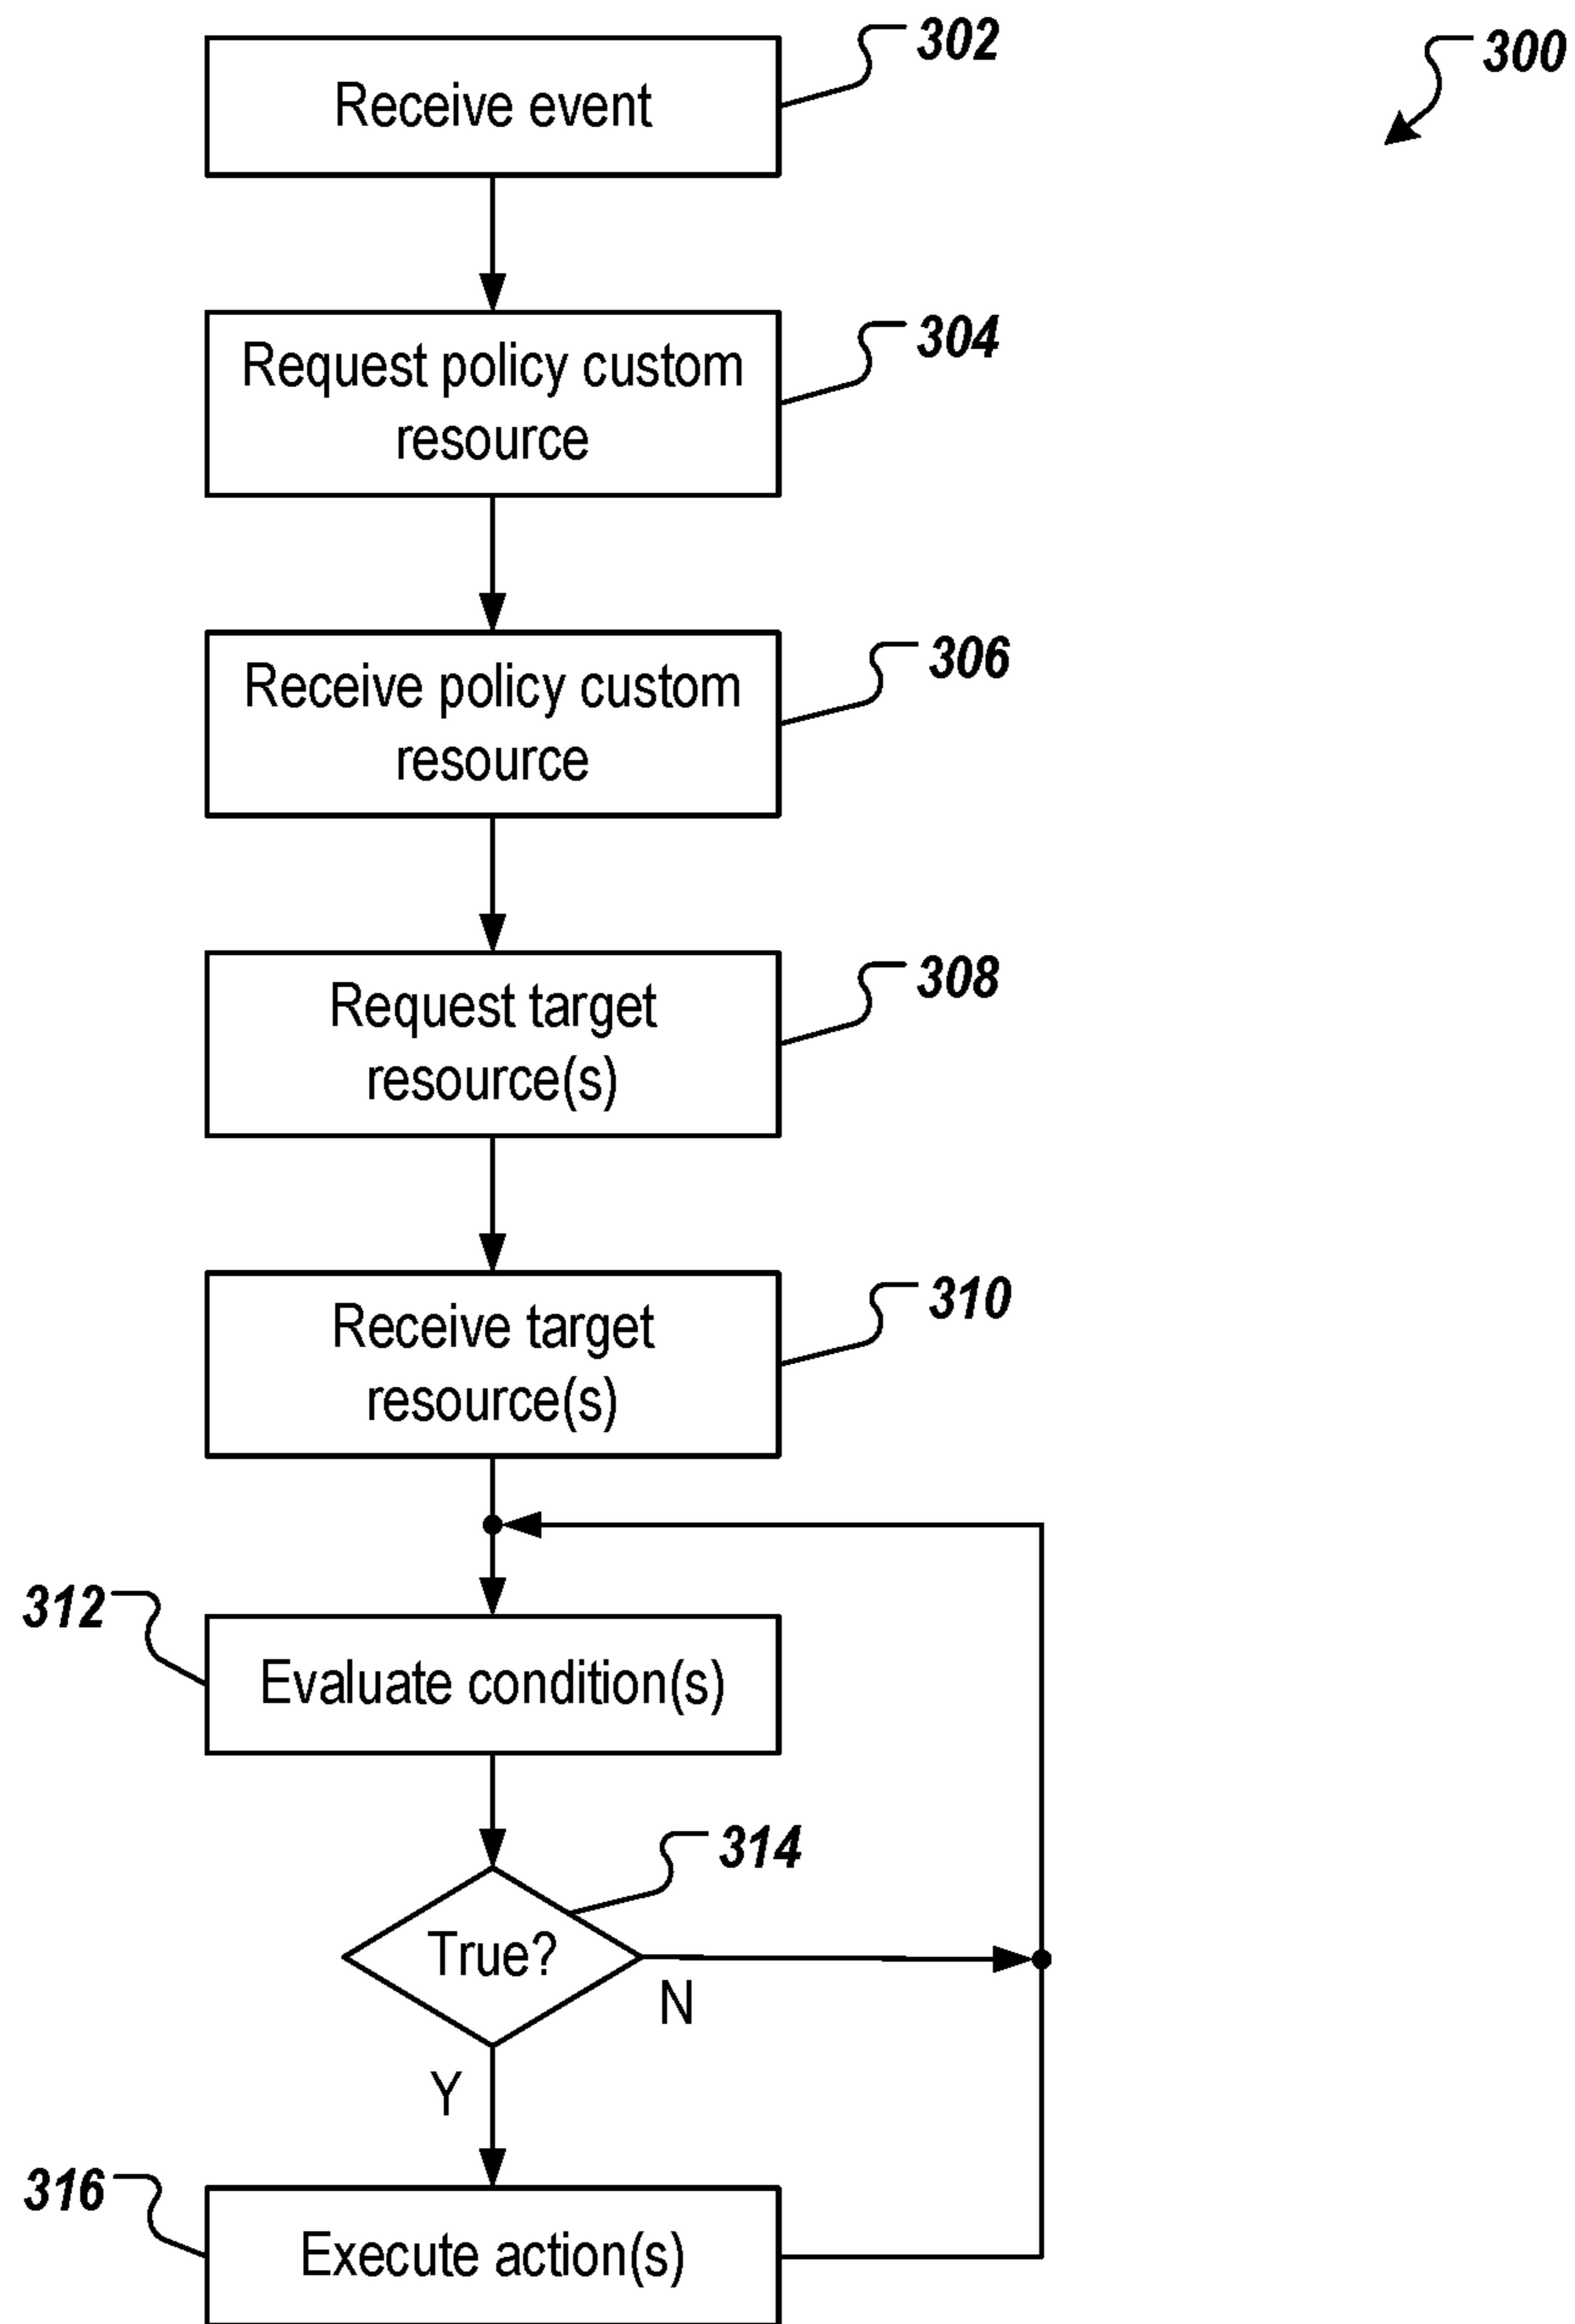 302
300
Receive event
304
Request policy custom
resource
306
Receive policy custom
resource
308
Request target
resource(s)
310
Receive target
resource(s)
312
Evaluate condition(s)
314
True?
N
Y
316
Execute action(s)